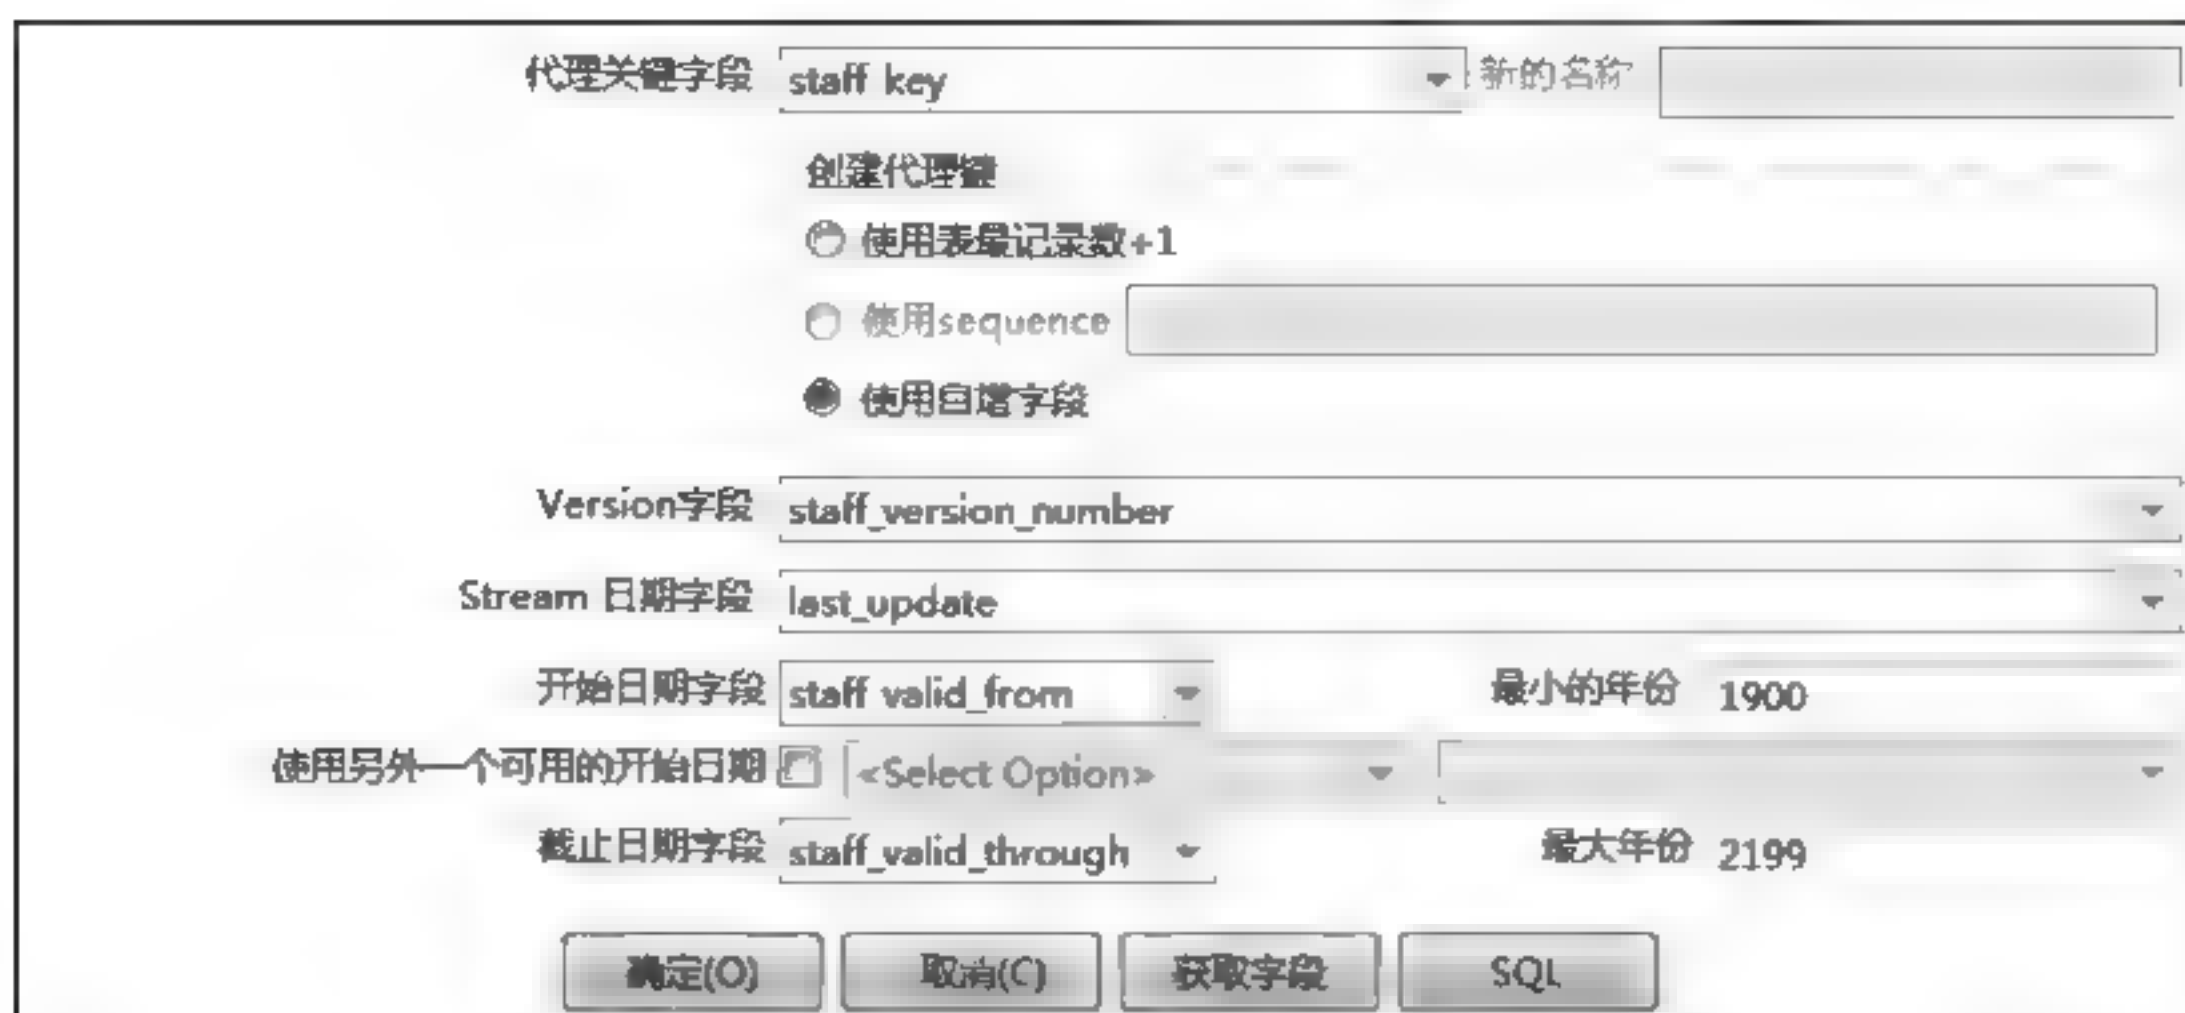 代理关键字段 staff key 新的名称
创建代理键
使用表最记录数+1
使用sequence
使用自增字段
Version字段 staff_version_number
Stream 日期字段 last_update
开始日期字段 staff valid_from 最小的年份 1900
使用另外一个可用的开始日期 <Select Option>
截止日期字段 staff_valid_through 最大年份 2199
确定(O) 取消(C) 获取字段 SQL